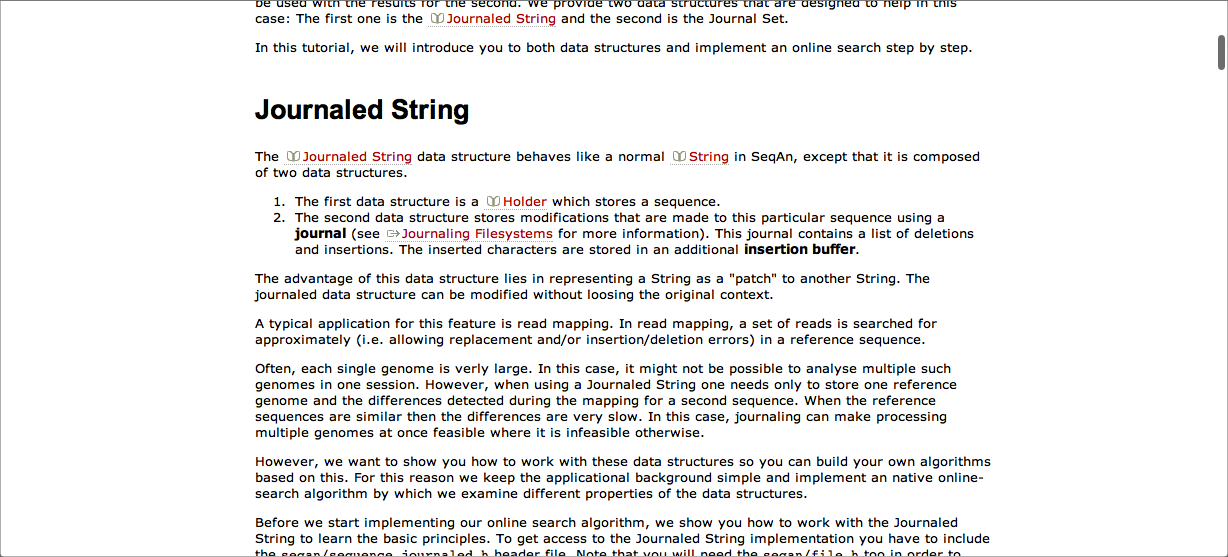 be used with the results for the second. We provide two data structures that are designed to help in this
case: The first one is the Journaled String and the second is the Journal Set.
In this tutorial, we will introduce you to both data structures and implement an online search step by step.
Journaled String
The Journaled String data structure behaves like a normal String in SeqAn, except that it is composed
of two data structures.
1. The first data structure is a Holder which stores a sequence.
2. The second data structure stores modifications that are made to this particular sequence using a
journal (see Journaling Filesystems for more information). This journal contains a list of deletions
and insertions. The inserted characters are stored in an additional insertion buffer.
The advantage of this data structure lies in representing a String as a "patch" to another String. The
journaled data structure can be modified without loosing the original context.
A typical application for this feature is read mapping. In read mapping, a set of reads is searched for
approximately (i.e. allowing replacement and/or insertion/deletion errors) in a reference sequence.
Often, each single genome is verly large. In this case, it might not be possible to analyse multiple such
genomes in one session. However, when using a Journaled String one needs only to store one reference
genome and the differences detected during the mapping for a second sequence. When the reference
sequences are similar then the differences are very slow. In this case, journaling can make processing
multiple genomes at once feasible where it is infeasible otherwise.
However, we want to show you how to work with these data structures so you can build your own algorithms
based on this. For this reason we keep the applicational background simple and implement an native online-
search algorithm by which we examine different properties of the data structures.
Before we start implementing our online search algorithm, we show you how to work with the Journaled
String to learn the basic principles. To get access to the Journaled String implementation you have to include
the seqan/sequence_journaled.h header file. Note that you will need the seqan/file.h too in order to